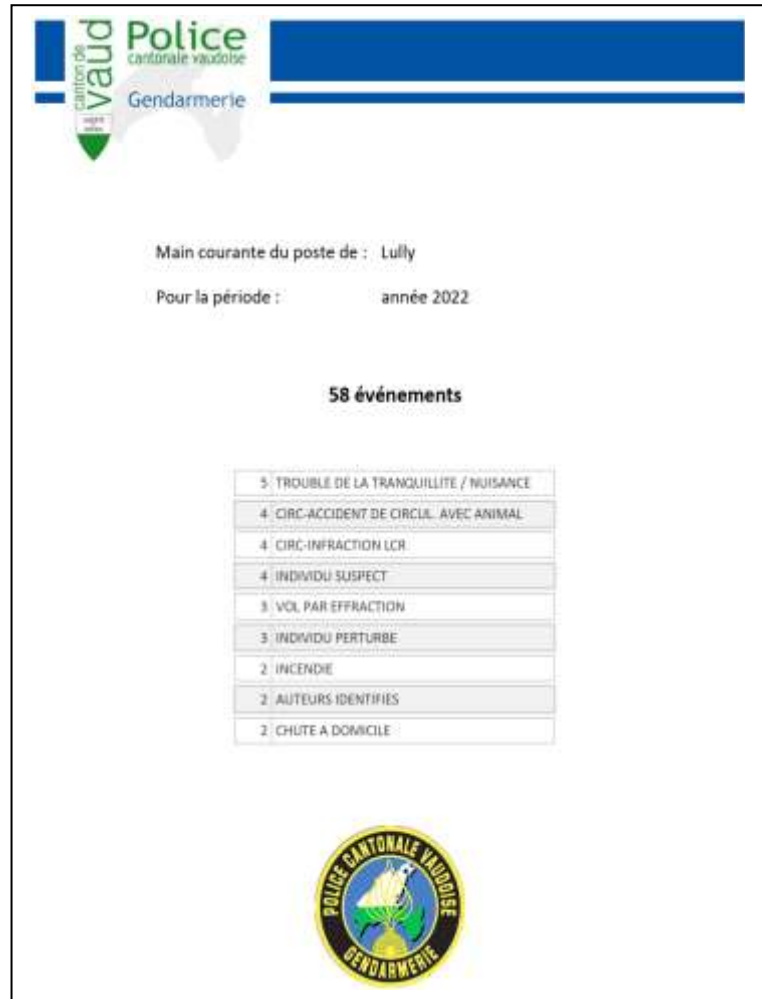 canton de
vaud
Police
cantonale vaudoise
Gendarmerie
Main courante du poste de : Lully
Pour la période : année 2022
58 événements
5 TROUBLE DE LA TRANQUILLITE / NUISANCE
4 CIRC-ACCIDENT DE CIRCUL. AVEC ANIMAL
4 CIRC-INFRACTION LCR
4 INDIVIDU SUSPECT
3 VOL PAR EFFRACTION
3 INDIVIDU PERTURBE
2 INCENDIE
2 AUTEURS IDENTIFIES
2 CHUTE A DOMICILE
POLICE CANTONALE VAUDOISE
GENDARMERIE